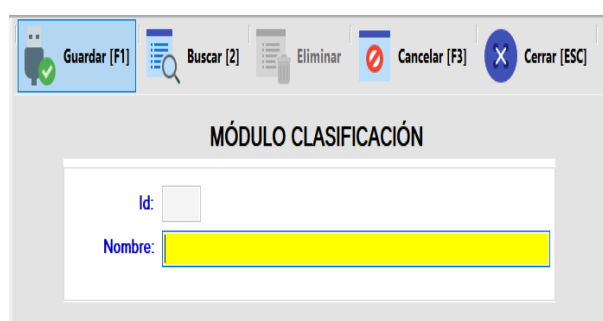 Guardar [F1] Buscar [2] Eliminar Cancelar [F3] Cerrar [ESC]
MÓDULO CLASIFICACIÓN
Id:
Nombre: